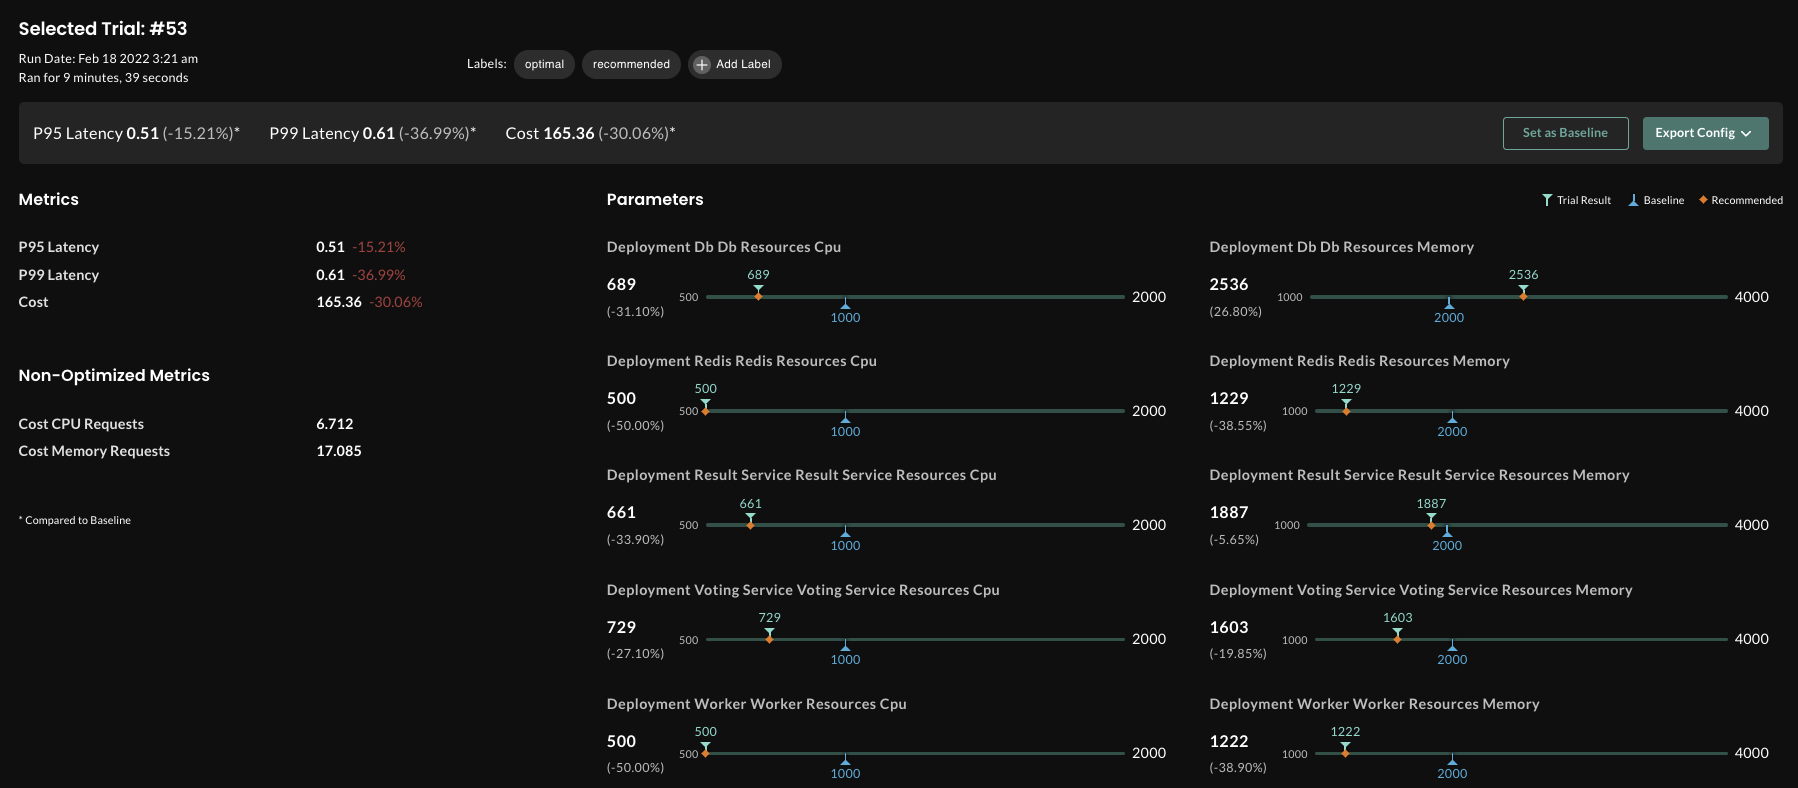 Selected Trial: #53
Run Date: Feb 18 2022 3:21 am
Ran for 9 minutes, 39 seconds
Labels: optimal recommended Add Label
P95 Latency 0.51 (-15.21%)* P99 Latency 0.61 (-36.99%)* Cost 165.36 (-30.06%)*
Set as Baseline Export Config
Metrics
P95 Latency 0.51 -15.21%
P99 Latency 0.61 -36.99%
Cost 165.36 -30.06%
Non-Optimized Metrics
Cost CPU Requests 6.712
Cost Memory Requests 17.085
* Compared to Baseline
Parameters
Trial Result Baseline Recommended
Deployment Db Db Resources Cpu
689
689
500 2000
(-31.10%)
1000
Deployment Db Db Resources Memory
2536
2536
1000 4000
(26.80%)
2000
Deployment Redis Redis Resources Cpu
500
500
500 2000
(-50.00%)
1000
Deployment Redis Redis Resources Memory
1229
1229
1000 4000
(-38.55%)
2000
Deployment Result Service Result Service Resources Cpu
661
661
500 2000
(-33.90%)
1000
Deployment Result Service Result Service Resources Memory
1887
1887
1000 4000
(-5.65%)
2000
Deployment Voting Service Voting Service Resources Cpu
729
729
500 2000
(-27.10%)
1000
Deployment Voting Service Voting Service Resources Memory
1603
1603
1000 4000
(-19.85%)
2000
Deployment Worker Worker Resources Cpu
500
500
500 2000
(-50.00%)
1000
Deployment Worker Worker Resources Memory
1222
1222
1000 4000
(-38.90%)
2000